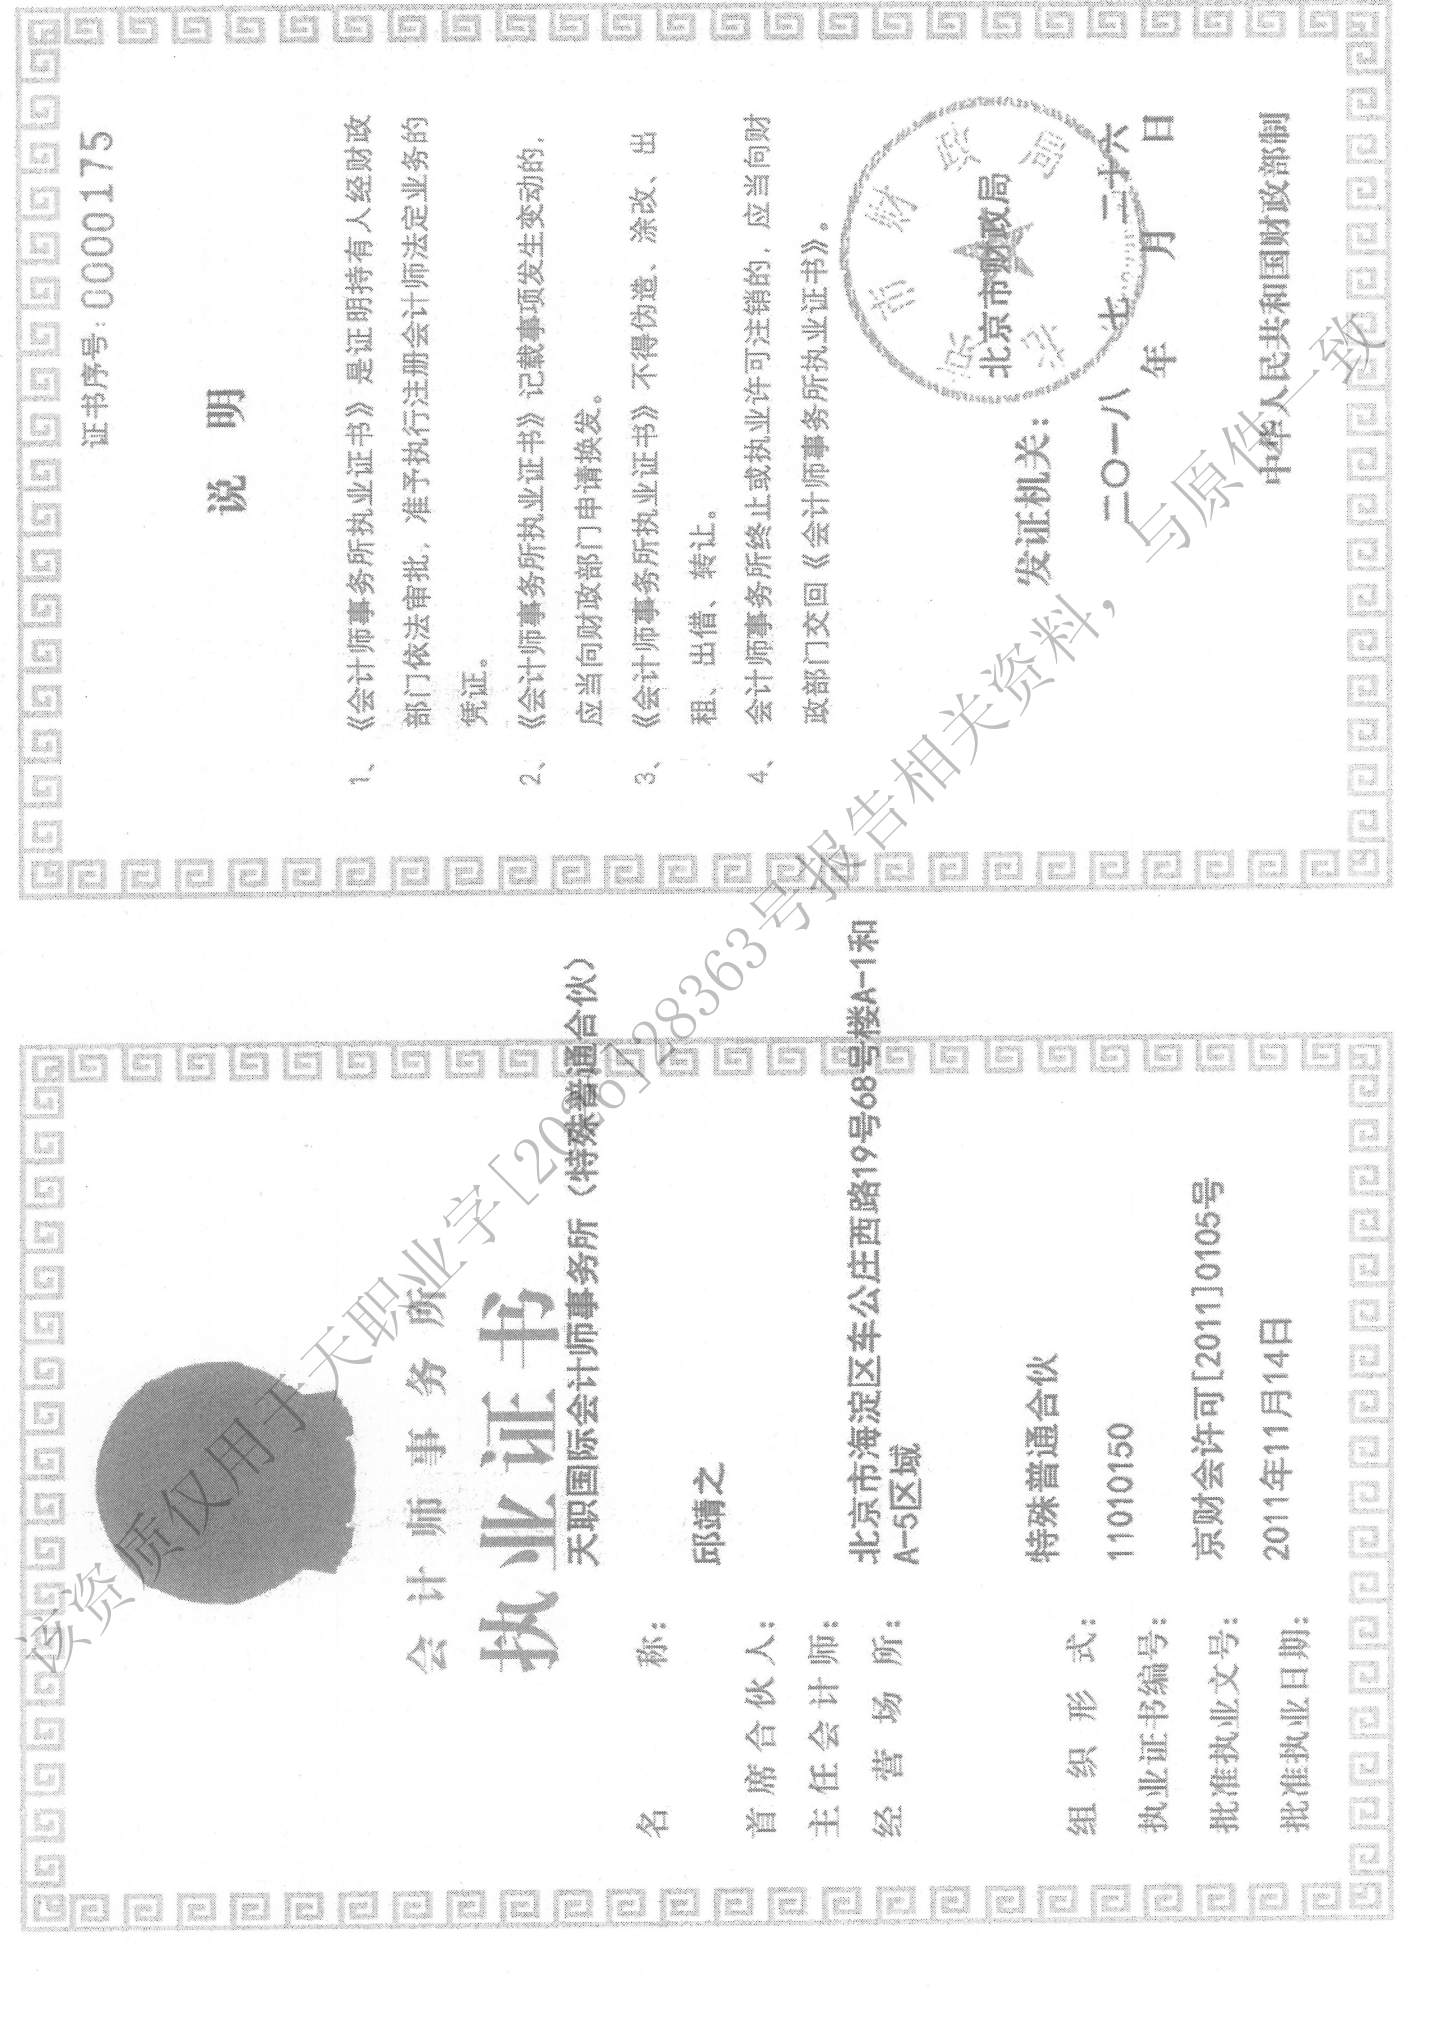 会计师事务所
执业证书
名 称：
天职国际会计师事务所（特殊普通合伙）
首席合伙人：
邱靖之
主任会计师：
经营场所：
北京市海淀区车公庄西路19号68号楼A-1和
A-5区域
组织形式：
特殊普通合伙
执业证书编号：
11010150
批准执业文号：
京财会许可[2011]0105号
批准执业日期：
2011年11月14日
证书序号：0000175
说 明
1、《会计师事务所执业证书》是证明持有人经财政
部门依法审批，准予执行注册会计师法定业务的
凭证。
2、《会计师事务所执业证书》记载事项发生变动的，
应当向财政部门申请换发。
3、《会计师事务所执业证书》不得伪造、涂改、出
租、出借、转让。
4、会计师事务所终止或执业许可注销的，应当向财
政部门交回《会计师事务所执业证书》。
发证机关：
北京市财政局
北京市财政局
二〇一八年七月二十六日
中华人民共和国财政部制
该资质仅用于天职业字[2026]28363号报告相关资料，与原件一致